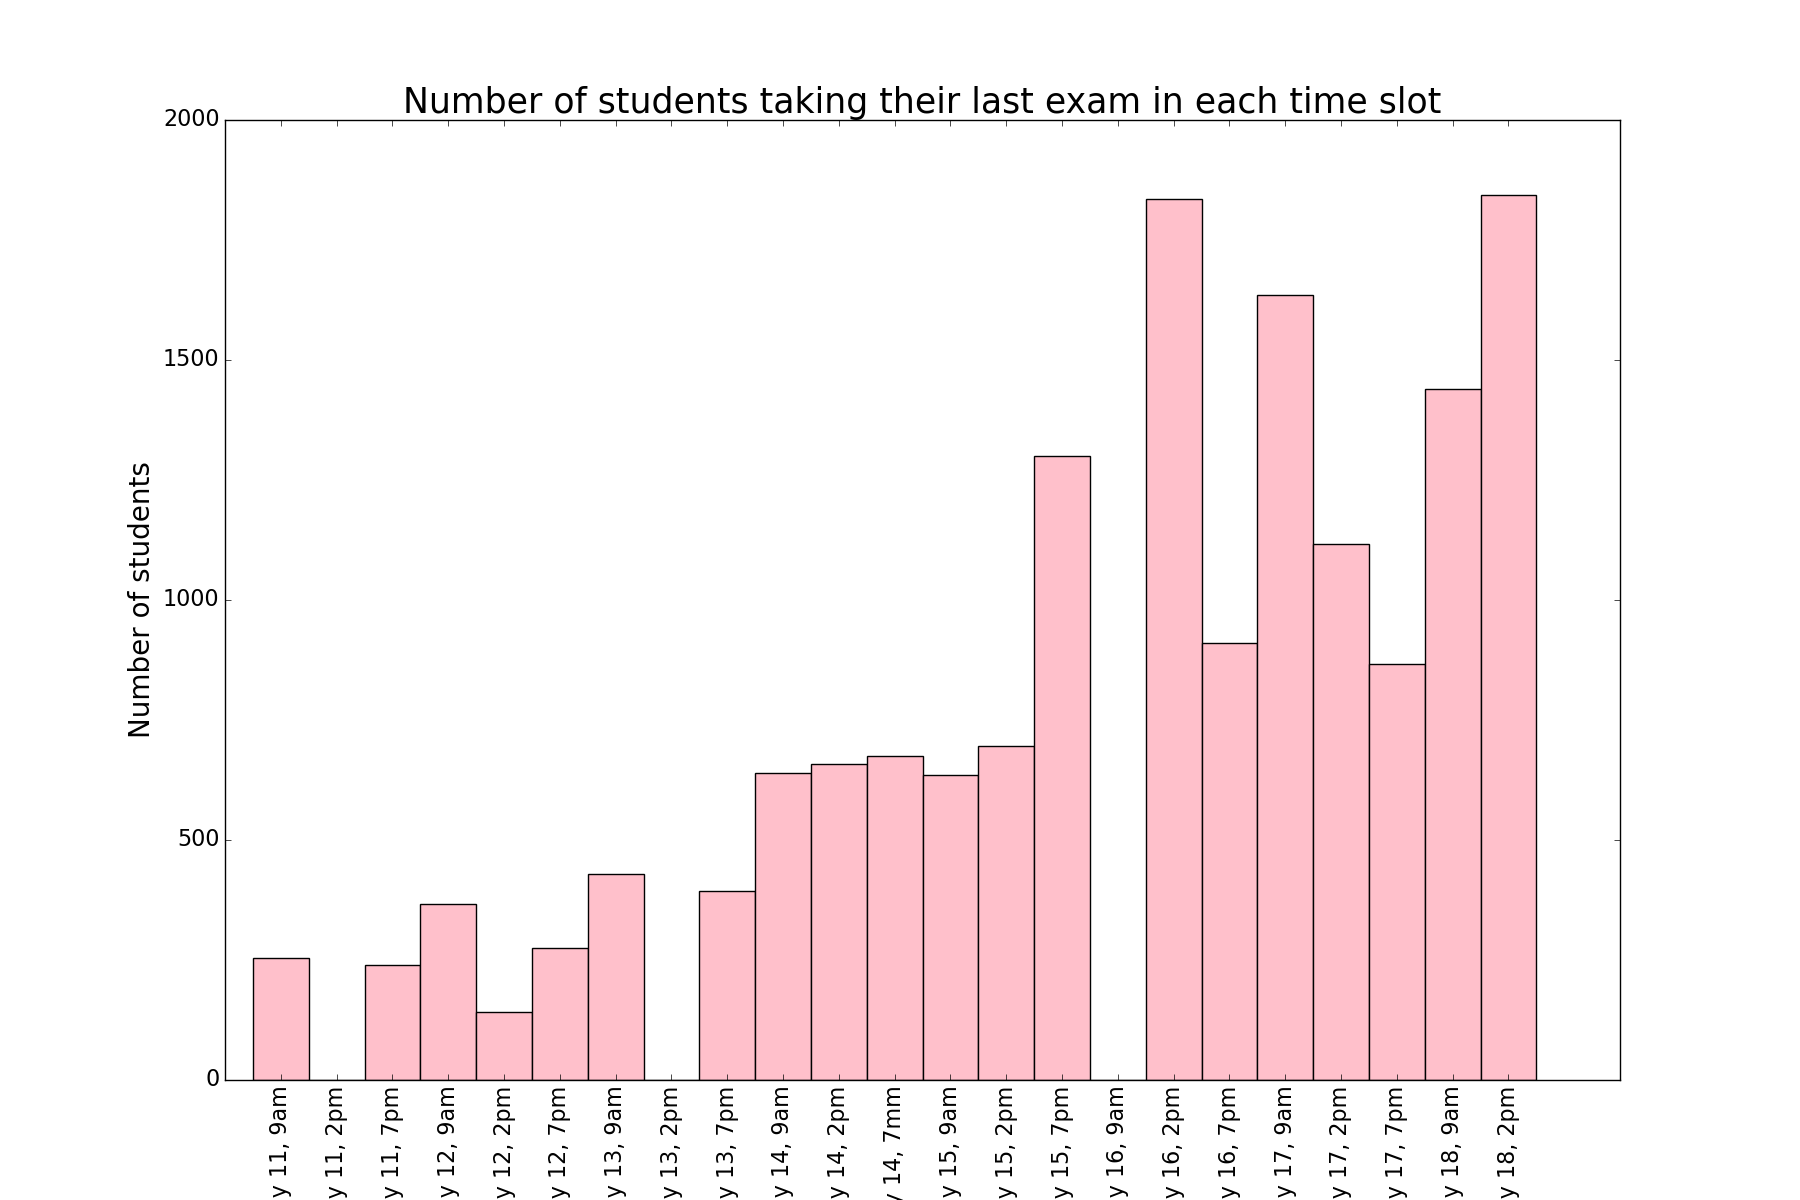 Number of students taking their last exam in each time slot
2000
1500
1000
500
0
Number of students
y 11, 9am
y 11, 2pm
y 11, 7pm
y 12, 9am
y 12, 2pm
y 12, 7pm
y 13, 9am
y 13, 2pm
y 13, 7pm
y 14, 9am
y 14, 2pm
y 14, 7mm
y 15, 9am
y 15, 2pm
y 15, 7pm
y 16, 9am
y 16, 2pm
y 16, 7pm
y 17, 9am
y 17, 2pm
y 17, 7pm
y 18, 9am
y 18, 2pm